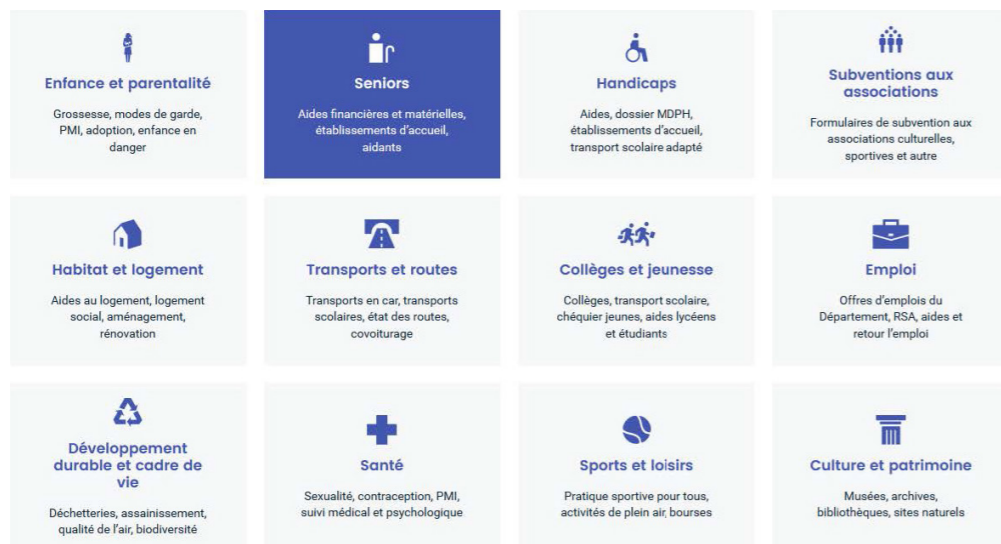 Enfance et parentalité
Grossesse, modes de garde,
PMI, adoption, enfance en
danger
Seniors
Aides financières et matérielles,
établissements d'accueil,
aidants
Handicaps
Aides, dossier MDPH,
établissements d'accueil,
transport scolaire adapté
Subventions aux
associations
Formulaires de subvention aux
associations culturelles,
sportives et autre
Habitat et logement
Aides au logement, logement
social, aménagement,
rénovation
Transports et routes
Transports en car, transports
scolaires, état des routes,
covoiturage
Collèges et jeunesse
Collèges, transport scolaire,
chéquier jeunes, aides lycéens
et étudiants
Emploi
Offres d'emplois du
Département, RSA, aides et
retour l'emploi
Développement
durable et cadre de
vie
Déchetteries, assainissement,
qualité de l'air, biodiversité
Santé
Sexualité, contraception, PMI,
suivi médical et psychologique
Sports et loisirs
Pratique sportive pour tous,
activités de plein air, bourses
Culture et patrimoine
Musées, archives,
bibliothèques, sites naturels